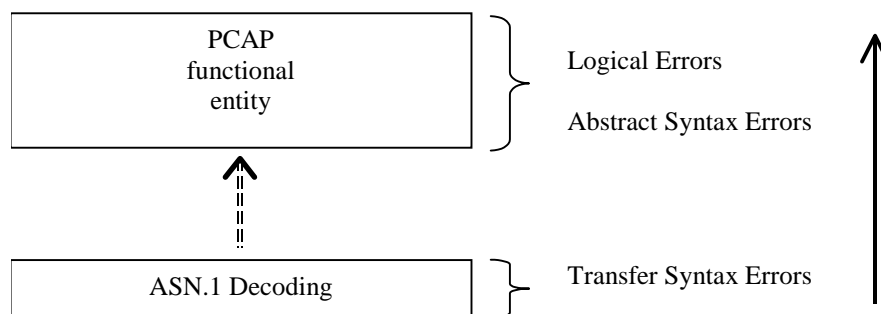 PCAP
functional
entity
Logical Errors
Abstract Syntax Errors
ASN.1 Decoding
Transfer Syntax Errors